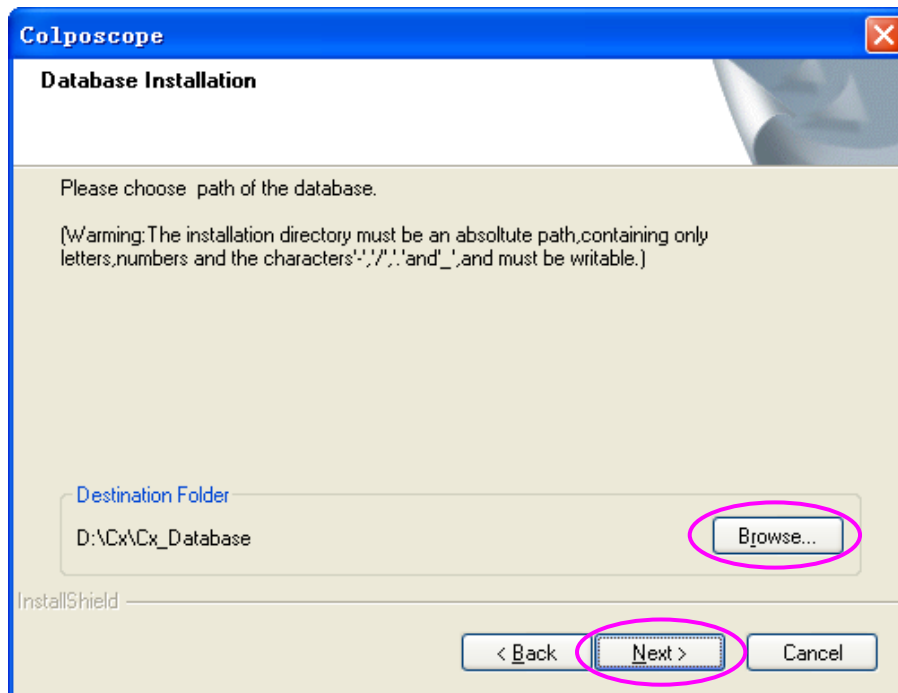 Colposcope
Database Installation
Please choose  path of the database.
(Warming:The installation directory must be an absoltute path,containing only
letters,numbers and the characters'-','/','.'and'_',and must be writable.)
Destination Folder
D:\Cx\Cx_Database
Browse...
InstallShield
< Back
Next >
Cancel